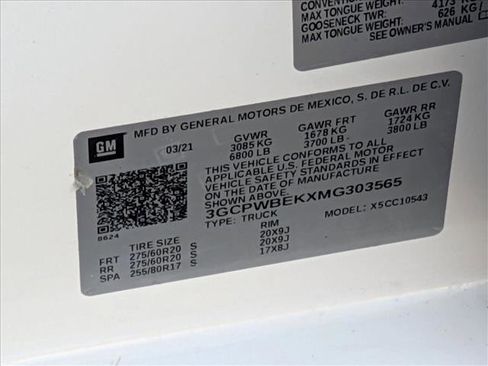 CONVENTIONAL
MAX TONGUE WEIGHT: 4173 KG
GOOSENECK TWR:
MAX TONGUE WEIGHT: 626 KG/
SEE OWNER'S MANUAL
GM
MFD BY GENERAL MOTORS DE MEXICO, S. DE R.L. DE C.V.
03/21 GVWR GAWR FRT GAWR RR
3085 KG 1678 KG 1724 KG
6800 LB 3700 LB 3800 LB
THIS VEHICLE CONFORMS TO ALL
APPLICABLE U.S. FEDERAL MOTOR
VEHICLE SAFETY STANDARDS IN EFFECT
ON THE DATE OF MANUFACTURE SHOWN ABOVE.
3GCPWBEKXMG303565
TYPE: TRUCK MODEL: X5CC10543
8624
TIRE SIZE RIM
FRT 275/60R20 S 20X9J
RR 275/60R20 S 20X9J
SPA 255/80R17 S 17X8J